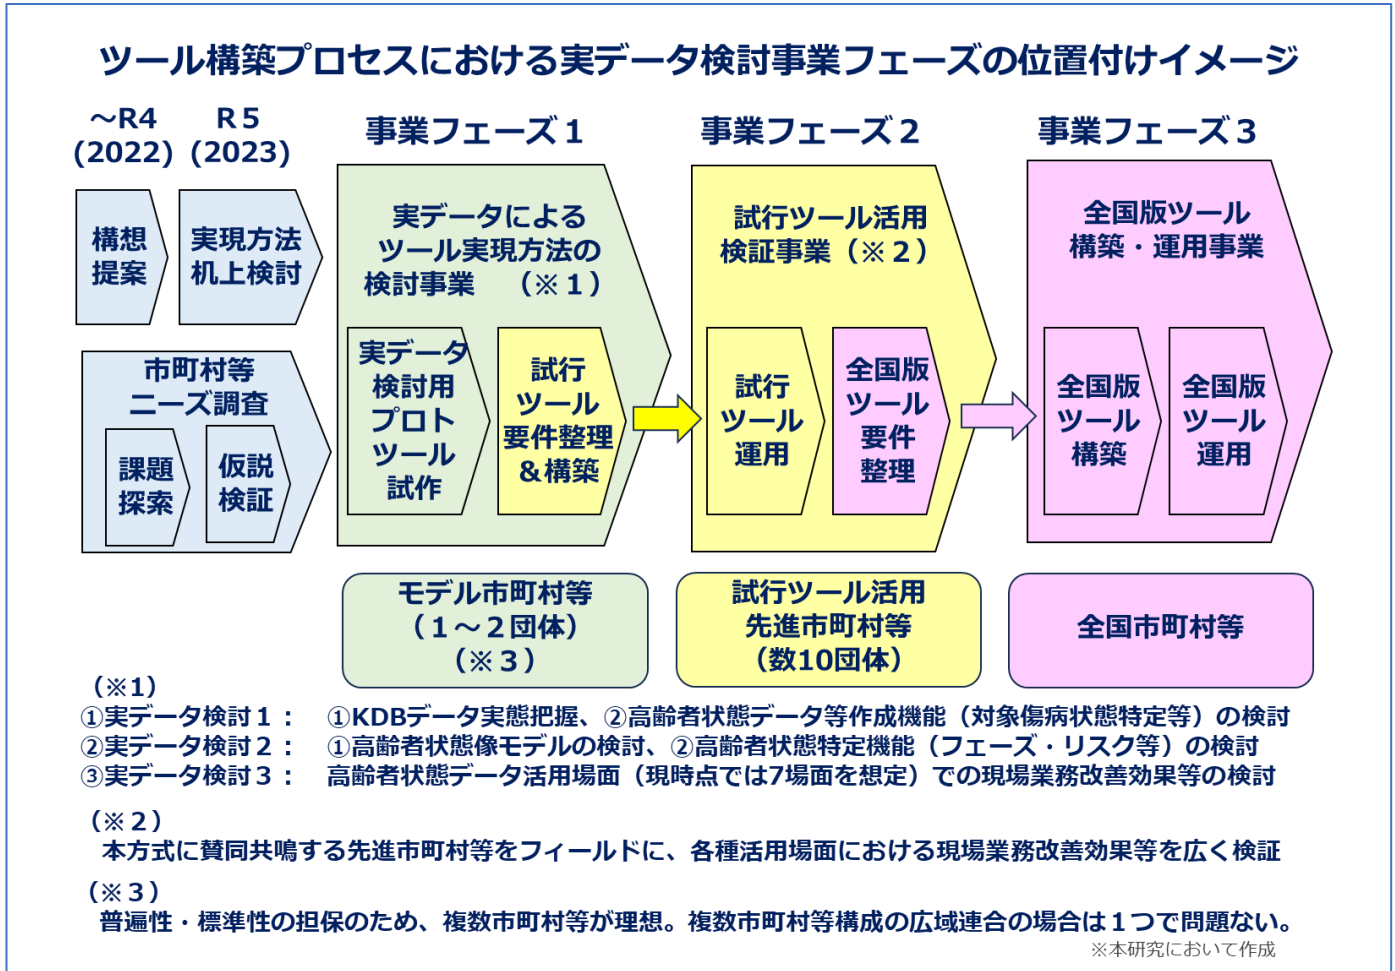 ツール構築プロセスにおける実データ検討事業フェーズの位置付けイメージ
～R4
(2022)
R５
(2023)
事業フェーズ１
事業フェーズ２
事業フェーズ３
構想
提案
実現方法
机上検討
市町村等
ニーズ調査
課題
探索
仮説
検証
実データによる
ツール実現方法の
検討事業　（※１）
実データ
検討用
プロト
ツール
試作
試行
ツール
要件整理
＆構築
試行ツール活用
検証事業（※２）
試行
ツール
運用
全国版
ツール
要件
整理
全国版ツール
構築・運用事業
全国版
ツール
構築
全国版
ツール
運用
モデル市町村等
（１～２団体）
（※３）
試行ツール活用
先進市町村等
（数10団体）
全国市町村等
（※1）
①実データ検討１：　①KDBデータ実態把握、②高齢者状態データ等作成機能（対象傷病状態特定等）の検討
②実データ検討２：　①高齢者状態像モデルの検討、②高齢者状態特定機能（フェーズ・リスク等）の検討
③実データ検討３：　高齢者状態データ活用場面（現時点では7場面を想定）での現場業務改善効果等の検討
（※２）
本方式に賛同共鳴する先進市町村等をフィールドに、各種活用場面における現場業務改善効果等を広く検証
（※３）
普遍性・標準性の担保のため、複数市町村等が理想。複数市町村等構成の広域連合の場合は１つで問題ない。
※本研究において作成